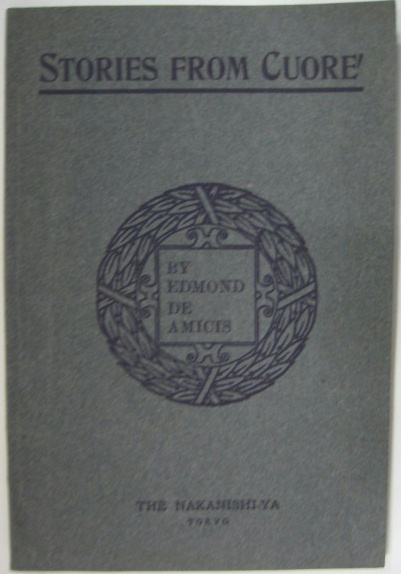 STORIES FROM CUORE'
BY
EDMOND
DE
AMICIS
THE NAKANISHI-YA
TOKYO